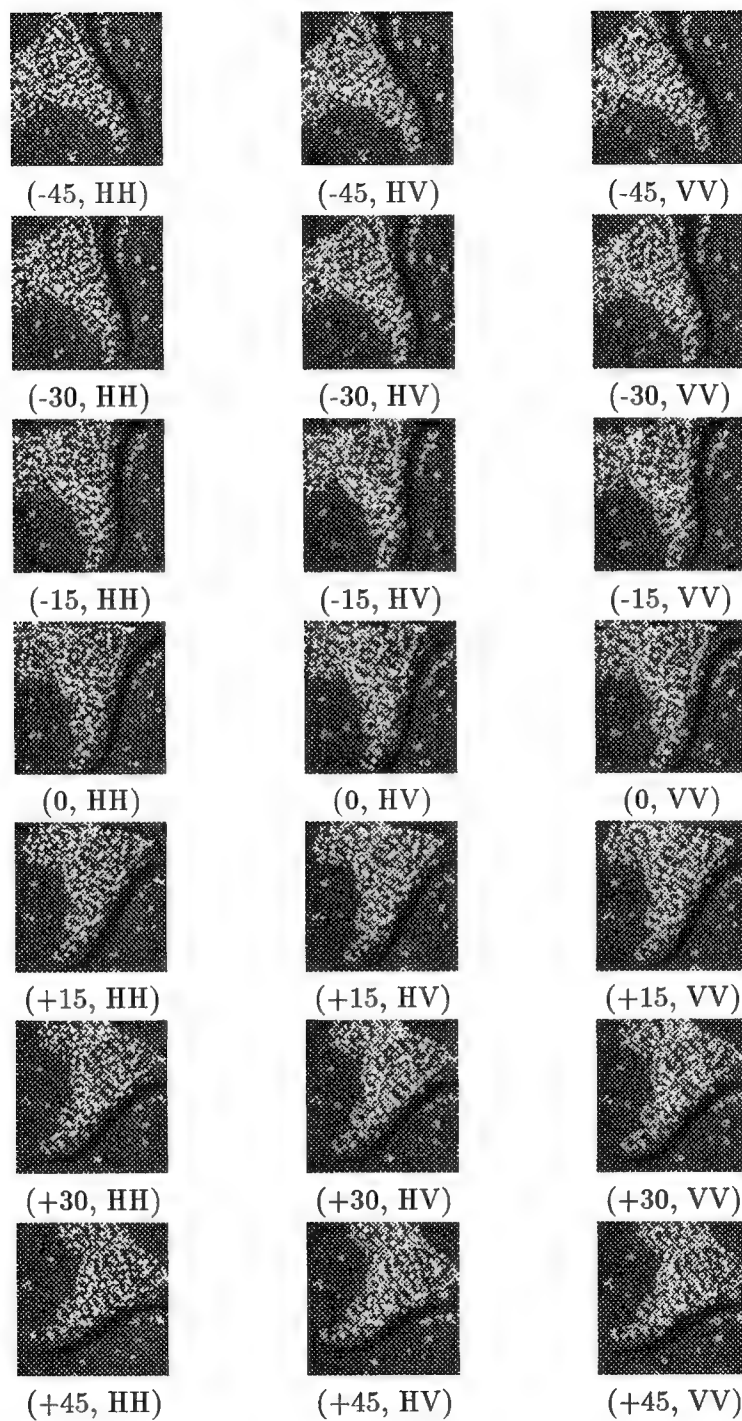 (-45, HH) (-45, HV) (-45, VV)
(-30, HH) (-30, HV) (-30, VV)
(-15, HH) (-15, HV) (-15, VV)
(0, HH) (0, HV) (0, VV)
(+15, HH) (+15, HV) (+15, VV)
(+30, HH) (+30, HV) (+30, VV)
(+45, HH) (+45, HV) (+45, VV)